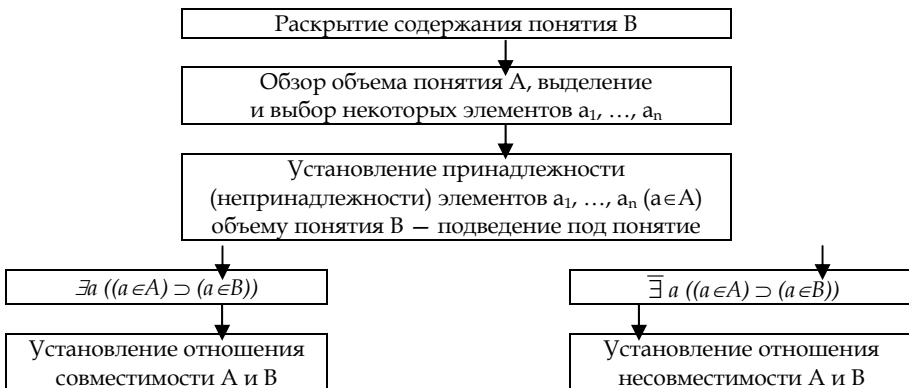 Раскрытие содержания понятия В
Обзор объема понятия А, выделение
и выбор некоторых элементов a₁, …, aₙ
Установление принадлежности
(непринадлежности) элементов a₁, …, aₙ (a∈A)
объему понятия В — подведение под понятие
∃a ((a∈A) ⊃ (a∈B))
∃̅ a ((a∈A) ⊃ (a∈B))
Установление отношения
совместимости А и В
Установление отношения
несовместимости А и В